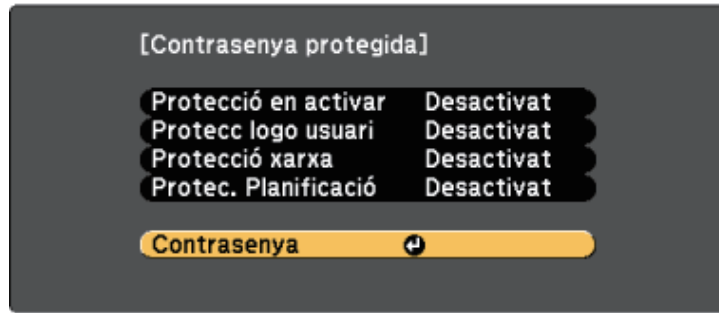 [Contrasenya protegida]
Protecció en activar Desactivat
Protecc logo usuari Desactivat
Protecció xarxa Desactivat
Protec. Planificació Desactivat
Contrasenya